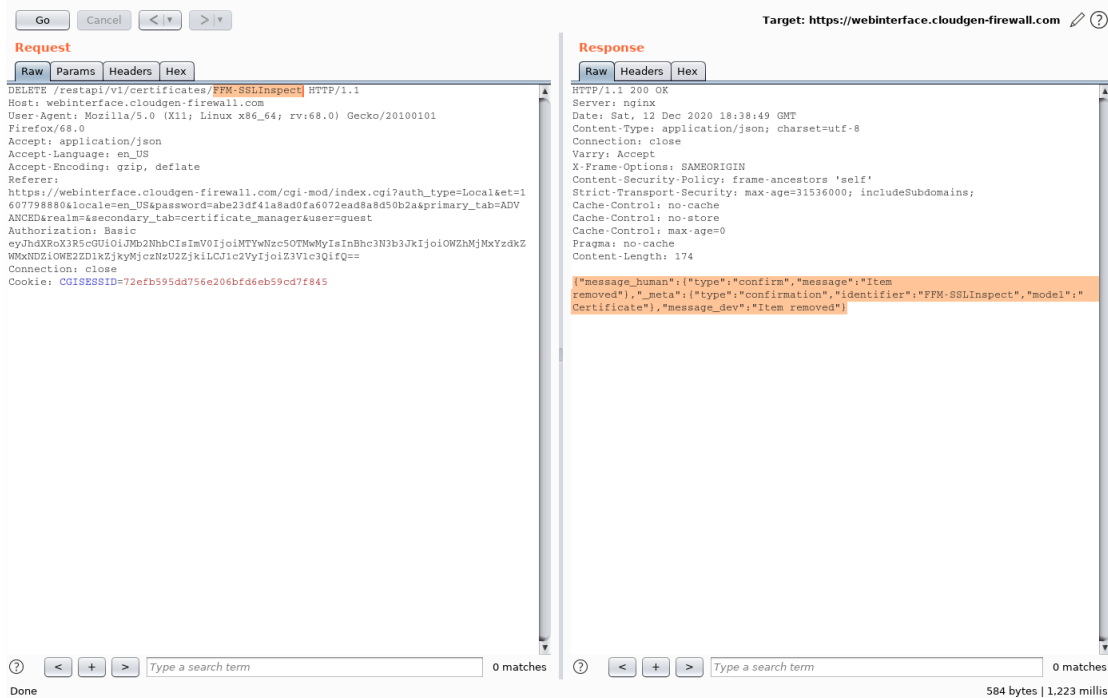 Go Cancel < > Target: https://webinterface.cloudgen-firewall.com ?
Request
Raw Params Headers Hex
DELETE /restapi/v1/certificates/FFM-SSLInspect HTTP/1.1
Host: webinterface.cloudgen-firewall.com
User-Agent: Mozilla/5.0 (X11; Linux x86_64; rv:68.0) Gecko/20100101
Firefox/68.0
Accept: application/json
Accept-Language: en_US
Accept-Encoding: gzip, deflate
Referer:
https://webinterface.cloudgen-firewall.com/cgi-mod/index.cgi?auth_type=Local&et=1
607798880&locale=en_US&password=abe23df41a8ad0fa6072ead8a8d50b2a&primary_tab=ADV
ANCED&realm=&secondary_tab=certificate_manager&user=guest
Authorization: Basic
eyJhdXRoX3R5cGUiOiJMb2NhbCIsImV0IjoiMTYwNzc5OTMwMyIsInBhc3N3b3JkIjoiOWZhMjMxYzdkZ
WMxNDZiOWE2ZDlkZjkyMjczNzU2ZjkiLCJ1c2VyIjoiZ3Vlc3QifQ==
Connection: close
Cookie: CGISESSID=72efb595dd756e206bfd6eb59cd7f845
? < + > Type a search term 0 matches
Response
Raw Headers Hex
HTTP/1.1 200 OK
Server: nginx
Date: Sat, 12 Dec 2020 18:38:49 GMT
Content-Type: application/json; charset=utf-8
Connection: close
Varry: Accept
X-Frame-Options: SAMEORIGIN
Content-Security-Policy: frame-ancestors 'self'
Strict-Transport-Security: max-age=31536000; includeSubdomains;
Cache-Control: no-cache
Cache-Control: no-store
Cache-Control: max-age=0
Pragma: no-cache
Content-Length: 174
{"message_human":{"type":"confirm","message":"Item
removed"},"_meta":{"type":"confirmation","identifier":"FFM-SSLInspect","model":"
Certificate"},"message_dev":"Item removed"}
? < + > Type a search term 0 matches
Done 584 bytes | 1,223 millis